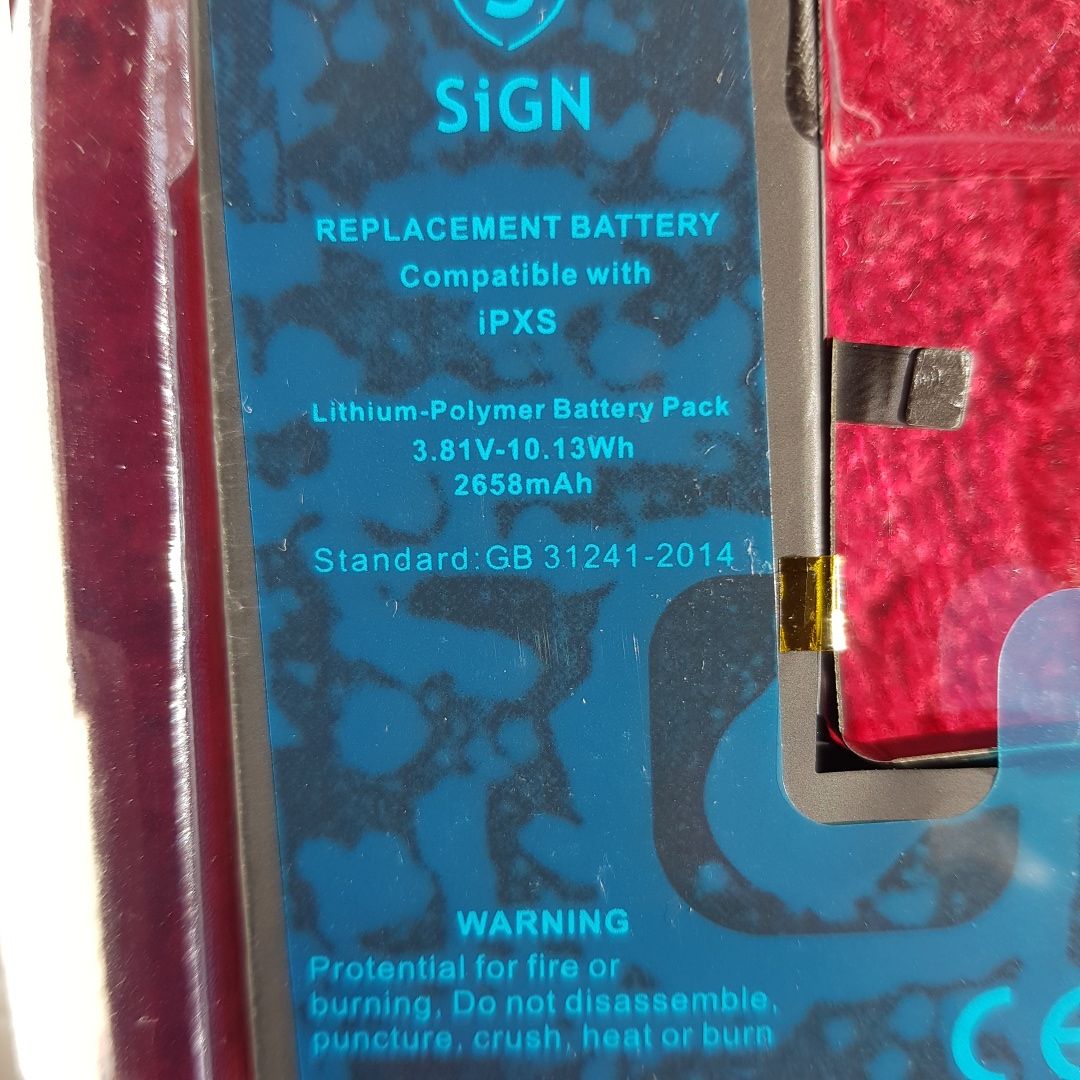 SiGN
REPLACEMENT BATTERY
Compatible with
iPXS
Lithium-Polymer Battery Pack
3.81V-10.13Wh
2658mAh
Standard:GB 31241-2014
WARNING
Protential for fire or
burning, Do not disassemble,
puncture, crush, heat or burn
CE